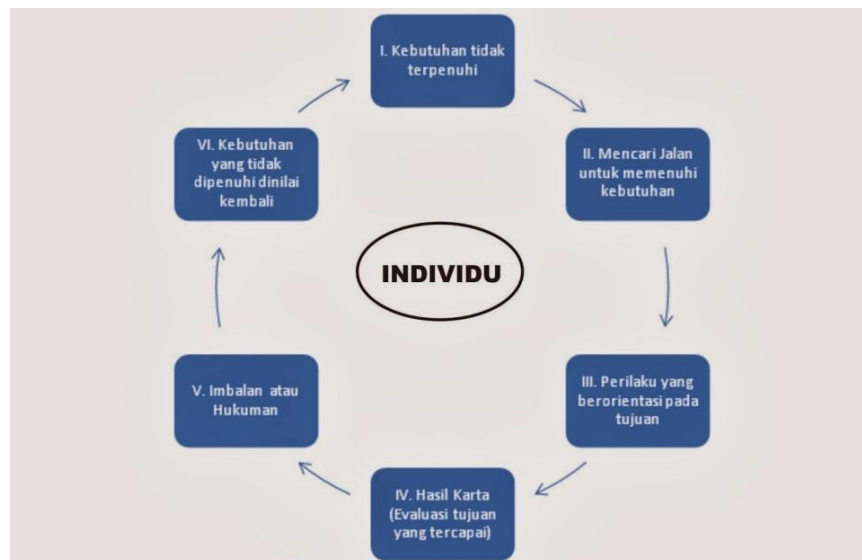 I. Kebutuhan tidak
terpenuhi
II. Mencari Jalan
untuk memenuhi
kebutuhan
III. Perilaku yang
berorientasi pada
tujuan
IV. Hasil Karta
(Evaluasi tujuan
yang tercapai)
V. Imbalan atau
Hukuman
VI. Kebutuhan
yang tidak
dipenuhi dinilai
kembali
INDIVIDU